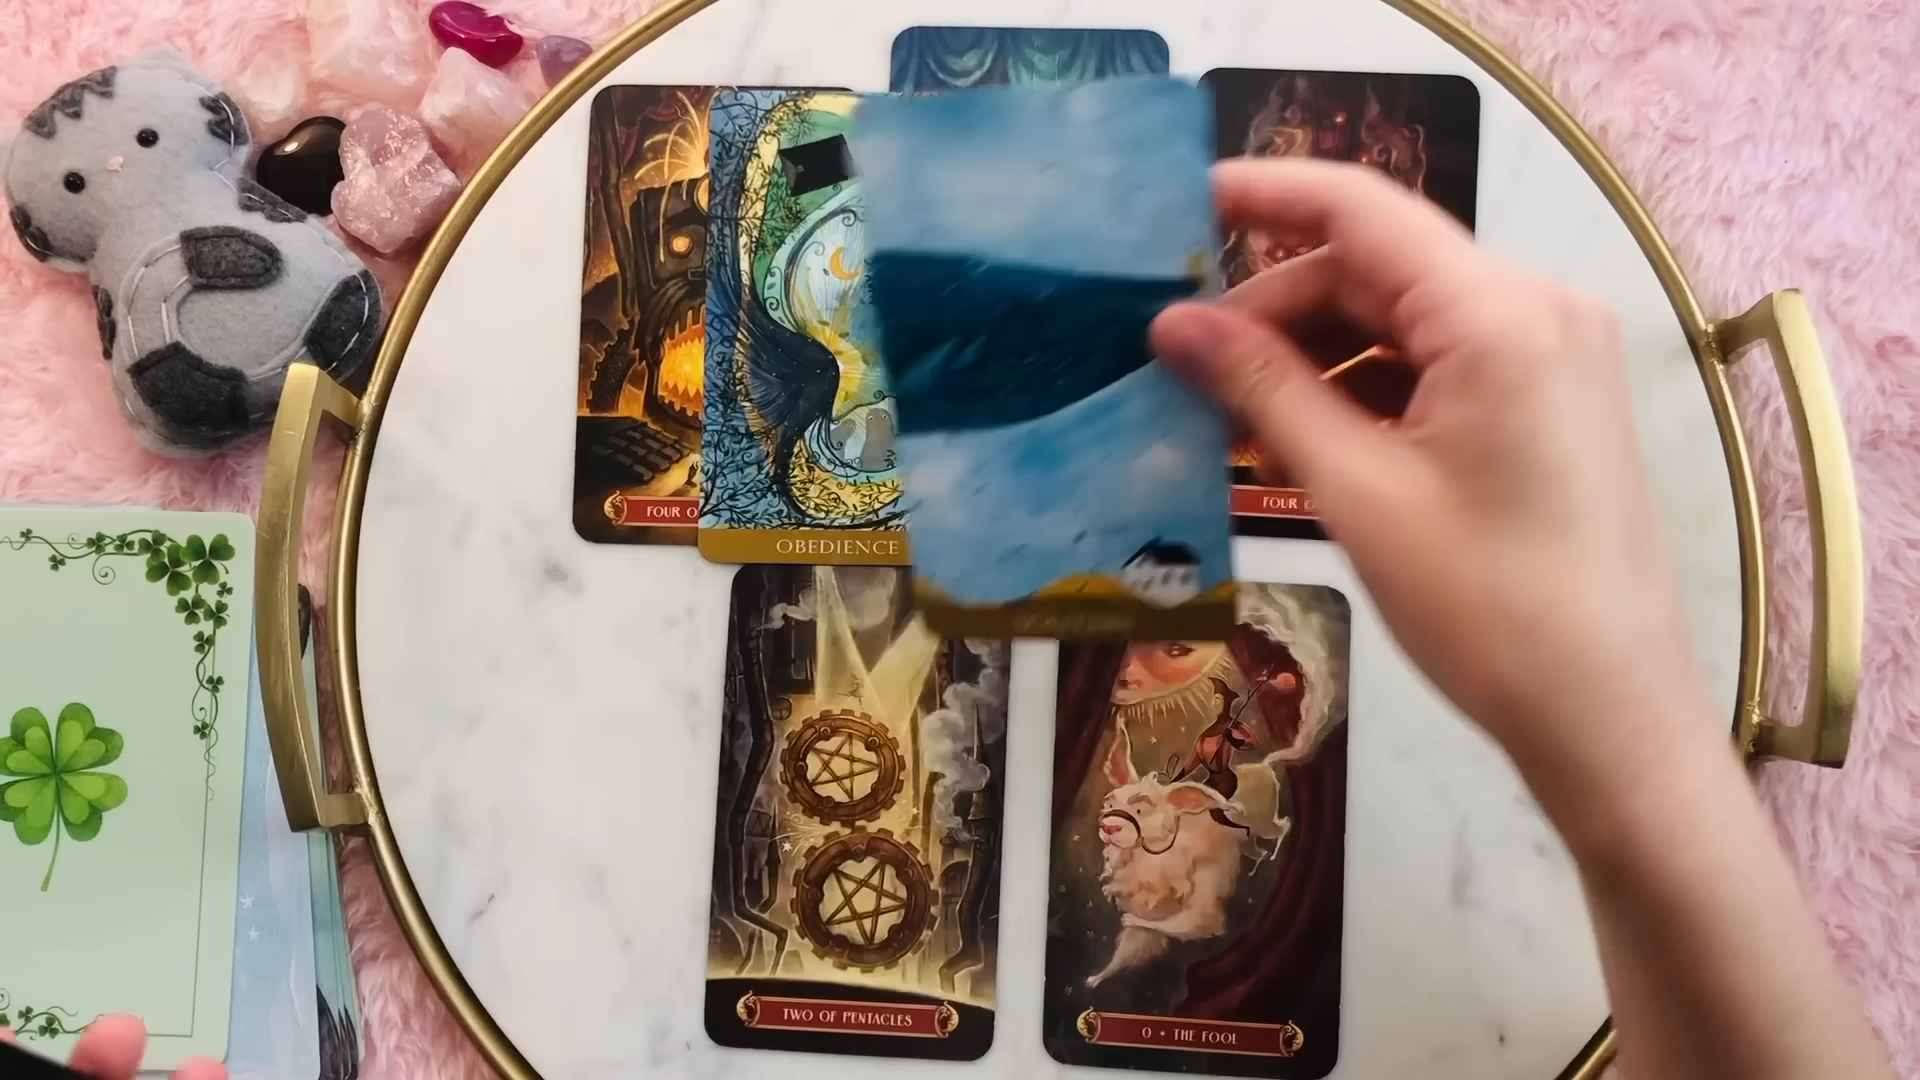 FOUR O
OBEDIENCE
FOUR
TWO OF PENTACLES
0 • THE FOOL